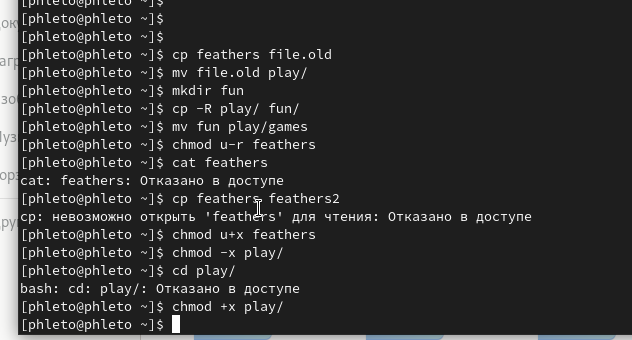 [phleto@phleto ~]$
[phleto@phleto ~]$
[phleto@phleto ~]$
[phleto@phleto ~]$ cp feathers file.old
[phleto@phleto ~]$ mv file.old play/
[phleto@phleto ~]$ mkdir fun
[phleto@phleto ~]$ cp -R play/ fun/
[phleto@phleto ~]$ mv fun play/games
[phleto@phleto ~]$ chmod u-r feathers
[phleto@phleto ~]$ cat feathers
cat: feathers: Отказано в доступе
[phleto@phleto ~]$ cp feathers feathers2
cp: невозможно открыть 'feathers' для чтения: Отказано в доступе
[phleto@phleto ~]$ chmod u+x feathers
[phleto@phleto ~]$ chmod -x play/
[phleto@phleto ~]$ cd play/
bash: cd: play/: Отказано в доступе
[phleto@phleto ~]$ chmod +x play/
[phleto@phleto ~]$